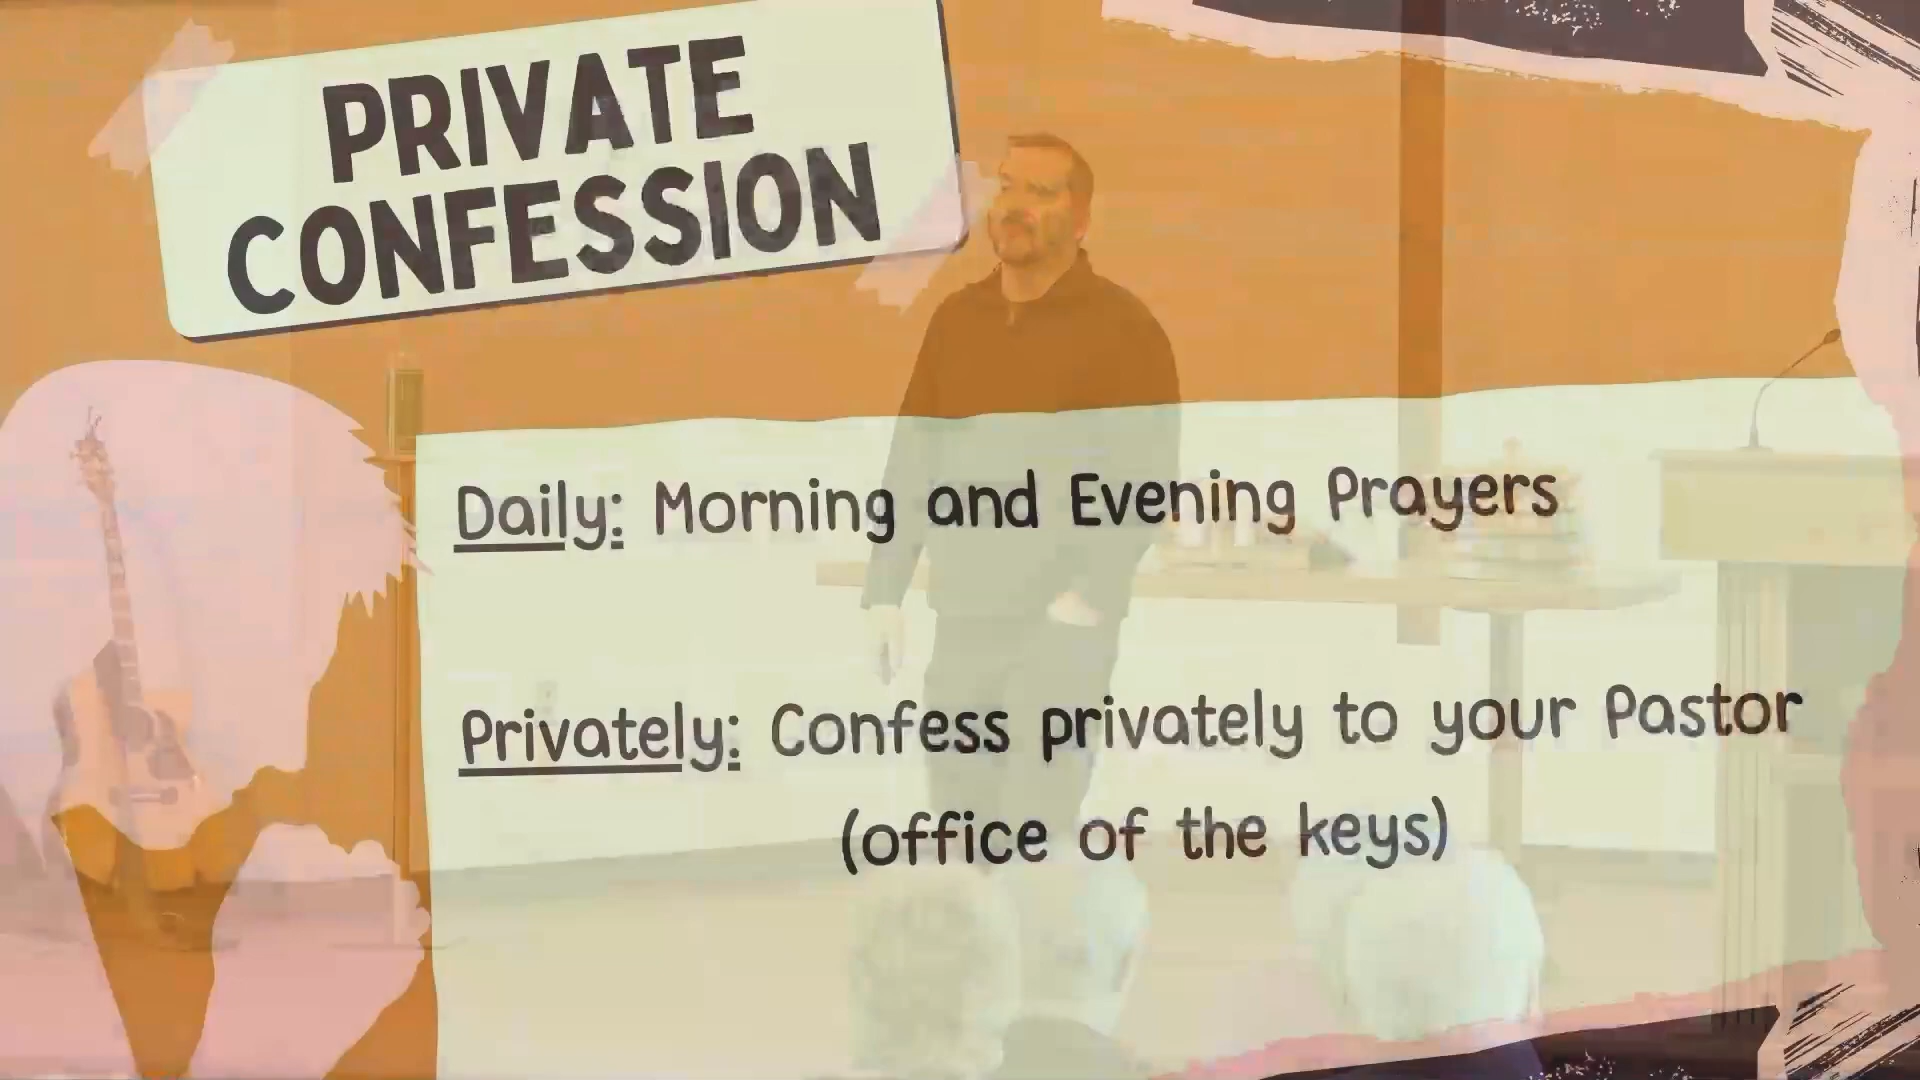 PRIVATE
CONFESSION
Daily: Morning and Evening Prayers
Privately: Confess privately to your Pastor
(office of the keys)